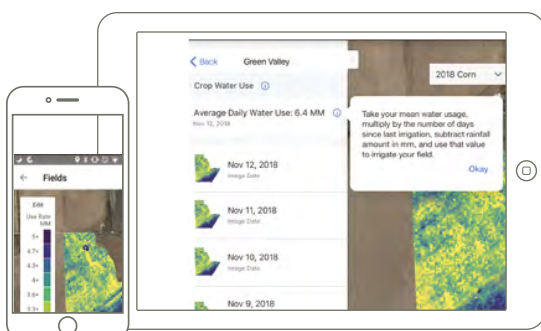 Back
Green Valley
Crop Water Use
Average Daily Water Use: 6.4 MM
Nov 12, 2018
Nov 12, 2018
Image Date
Nov 11, 2018
Image Date
Nov 10, 2018
Image Date
Nov 9, 2018
2018 Corn
Take your mean water usage,
multiply by the number of days
since last irrigation, subtract rainfall
amount in mm, and use that value
to irrigate your field.
Okay
Fields
Use Rate
MM
5+
4.7+
4.3+
4+
3.6+
3.3+